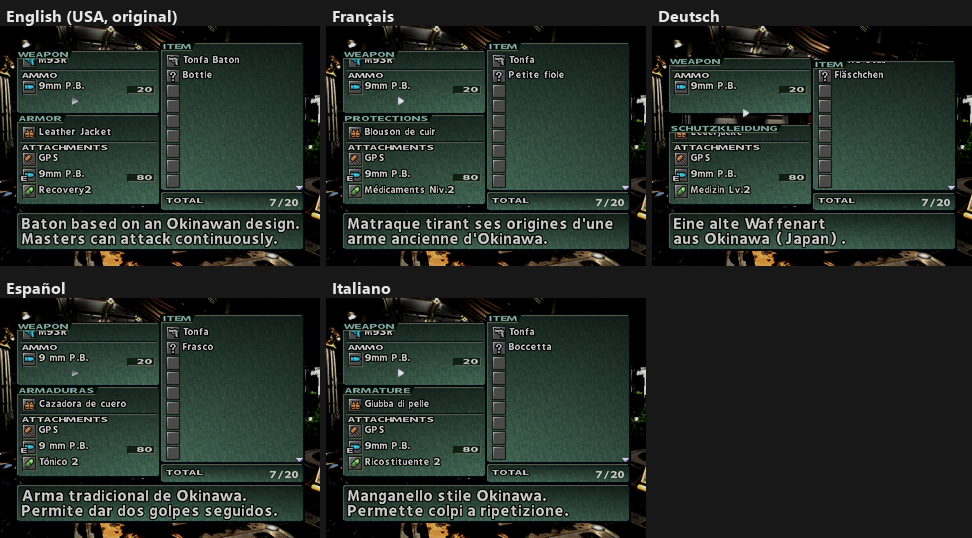 English (USA, original)
WEAPON
M93R
AMMO
9mm P.B.
20
ARMOR
Leather Jacket
ATTACHMENTS
GPS
E
9mm P.B.
80
Recovery2
ITEM
Tonfa Baton
? Bottle
TOTAL 7/20
Baton based on an Okinawan design.
Masters can attack continuously.
Français
WEAPON
M93R
AMMO
9mm P.B.
20
PROTECTIONS
Blouson de cuir
ATTACHMENTS
GPS
E
9mm P.B.
80
Médicaments Niv.2
ITEM
Tonfa
? Petite fiole
TOTAL 7/20
Matraque tirant ses origines d'une
arme ancienne d'Okinawa.
Deutsch
WEAPON
AMMO
9mm P.B.
20
SCHUTZKLEIDUNG
ATTACHMENTS
GPS
E
9mm P.B.
80
Medizin Lv.2
ITEM
? Fläschchen
TOTAL 7/20
Eine alte Waffenart
aus Okinawa (Japan).
Español
WEAPON
M93R
AMMO
9 mm P.B.
20
ARMADURAS
Cazadora de cuero
ATTACHMENTS
GPS
E
9 mm P.B.
80
Tónico 2
ITEM
Tonfa
? Frasco
TOTAL 7/20
Arma tradicional de Okinawa.
Permite dar dos golpes seguidos.
Italiano
WEAPON
M93R
AMMO
9mm P.B.
20
ARMATURE
Giubba di pelle
ATTACHMENTS
GPS
E
9mm P.B.
80
Ricostituente 2
ITEM
Tonfa
? Boccetta
TOTAL 7/20
Manganello stile Okinawa.
Permette colpi a ripetizione.